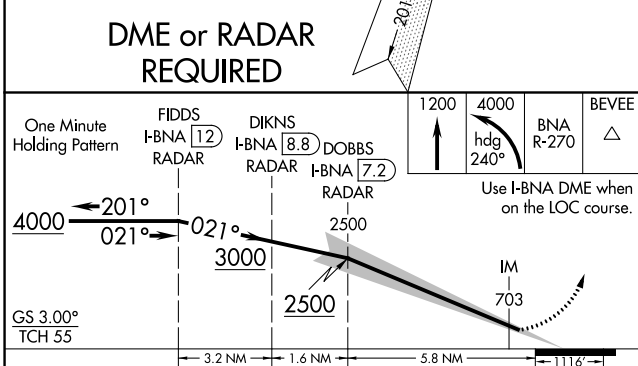 201°
DME or RADAR
REQUIRED
One Minute
Holding Pattern
FIDDS
I-BNA 12
RADAR
DIKNS
I-BNA 8.8
RADAR
DOBBS
I-BNA 7.2
RADAR
1200
4000
hdg
240°
BNA
R-270
BEVEE
Use I-BNA DME when
on the LOC course.
4000
201°
021°
021°
3000
2500
2500
IM
703
GS 3.00°
TCH 55
3.2 NM
1.6 NM
5.8 NM
1116'